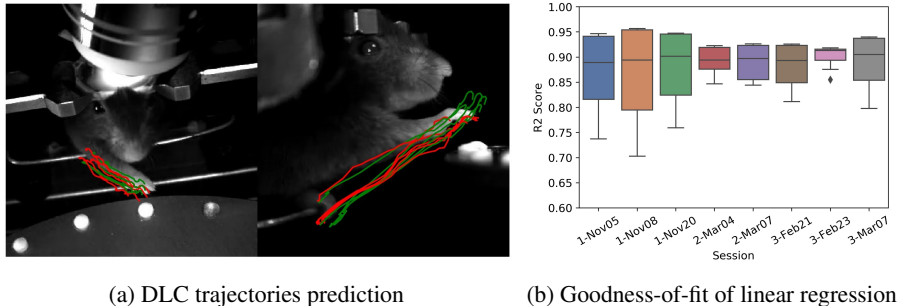 1.00
0.95
0.90
0.85
0.80
0.75
0.70
0.65
0.60
R2 Score
1-Nov05
1-Nov08
1-Nov20
2-Mar04
2-Mar07
3-Feb21
3-Feb23
3-Mar07
Session
(a) DLC trajectories prediction
(b) Goodness-of-fit of linear regression